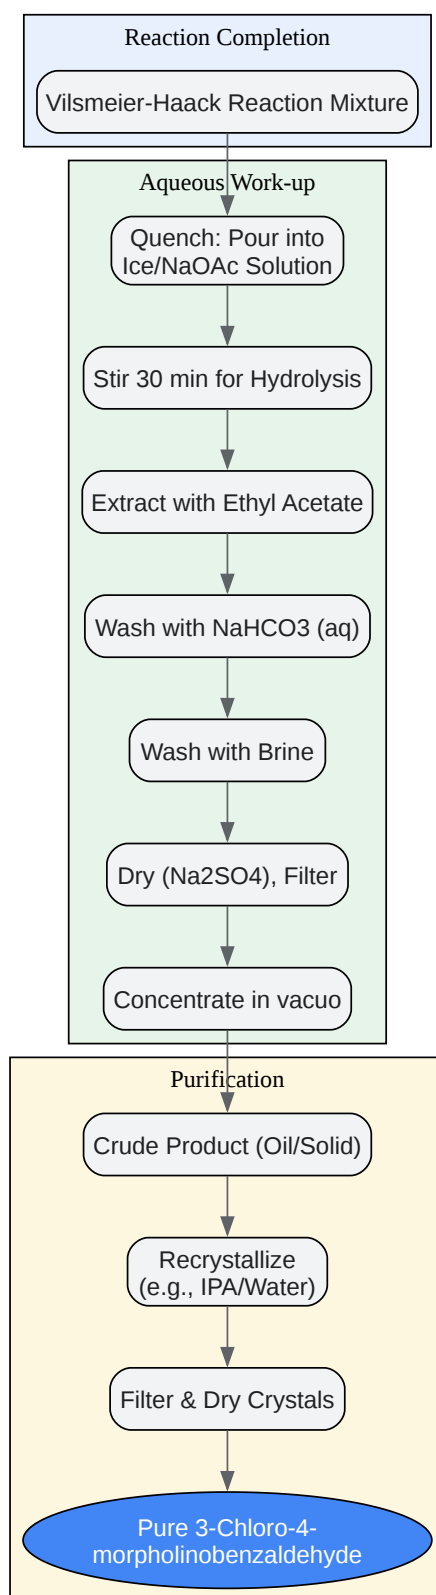 Reaction Completion
Vilsmeier-Haack Reaction Mixture
Aqueous Work-up
Quench: Pour into
Ice/NaOAc Solution
Stir 30 min for Hydrolysis
Extract with Ethyl Acetate
Wash with NaHCO3 (aq)
Wash with Brine
Dry (Na2SO4), Filter
Concentrate in vacuo
Purification
Crude Product (Oil/Solid)
Recrystallize
(e.g., IPA/Water)
Filter & Dry Crystals
Pure 3-Chloro-4-
morpholinobenzaldehyde